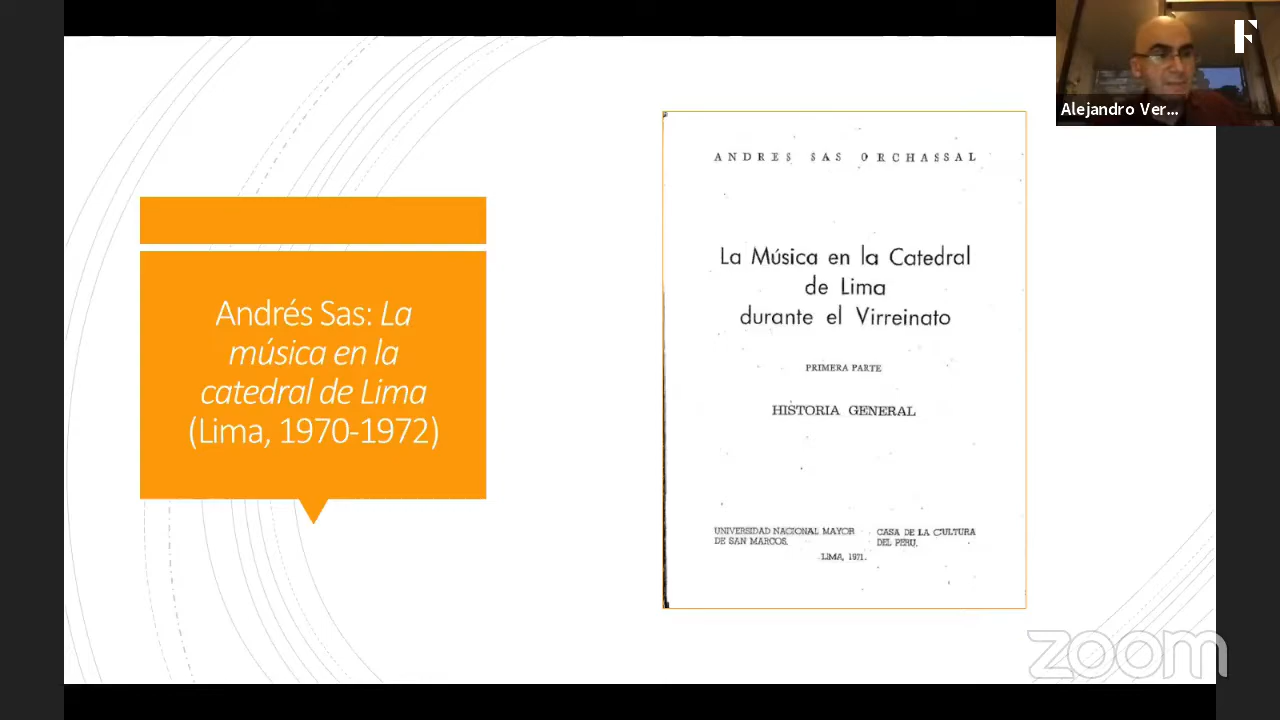 Andrés Sas: La
música en la
catedral de Lima
(Lima, 1970-1972)
ANDRES SAS ORCHASSAL
La Música en la Catedral
de Lima
durante el Virreinato
PRIMERA PARTE
HISTORIA GENERAL
UNIVERSIDAD NACIONAL MAYOR
DE SAN MARCOS.
CASA DE LA CULTURA
DEL PERU.
LIMA, 1971.
Alejandro Ver...
F
zoom